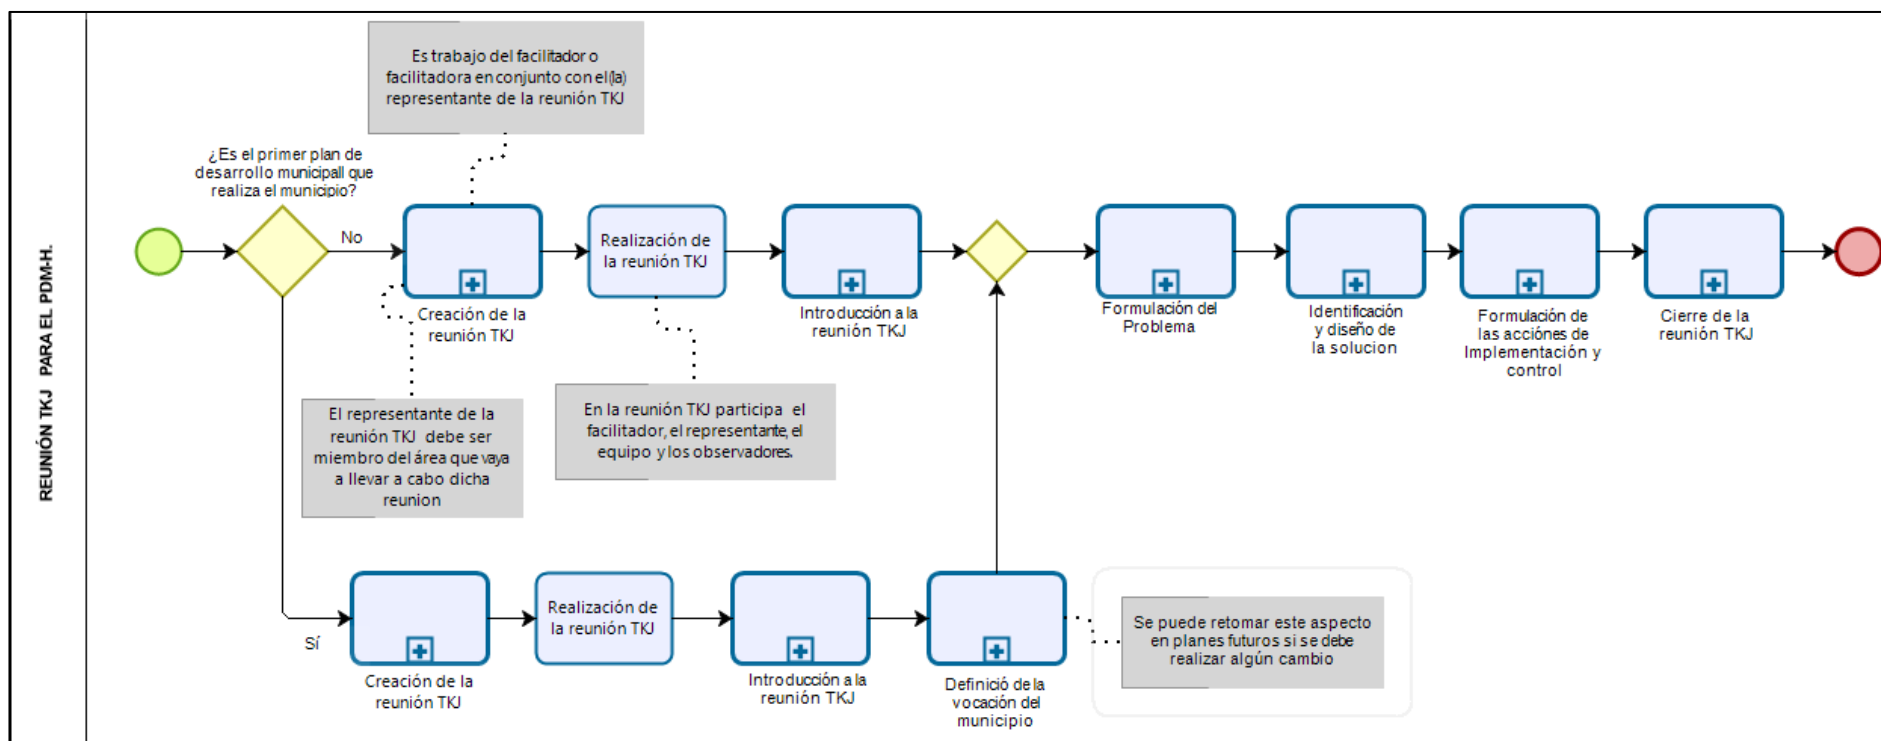 REUNIÓN TKJ PARA EL PDM-H.
Es trabajo del facilitador o
facilitadora en conjunto con el(la)
representante de la reunión TKJ
¿Es el primer plan de
desarrollo municipall que
realiza el municipio?
No
Creación de la
reunión TKJ
Realización de
la reunión TKJ
Introducción a la
reunión TKJ
Formulación del
Problema
Identificación
y diseño de
la solucion
Formulación de
las acciónes de
Implementación y
control
Cierre de la
reunión TKJ
El representante de la
reunión TKJ debe ser
miembro del área que vaya
a llevar a cabo dicha
reunion
En la reunión TKJ participa el
facilitador, el representante, el
equipo y los observadores.
Sí
Creación de la
reunión TKJ
Realización de
la reunión TKJ
Introducción a la
reunión TKJ
Definició de la
vocación del
municipio
Se puede retomar este aspecto
en planes futuros si se debe
realizar algún cambio